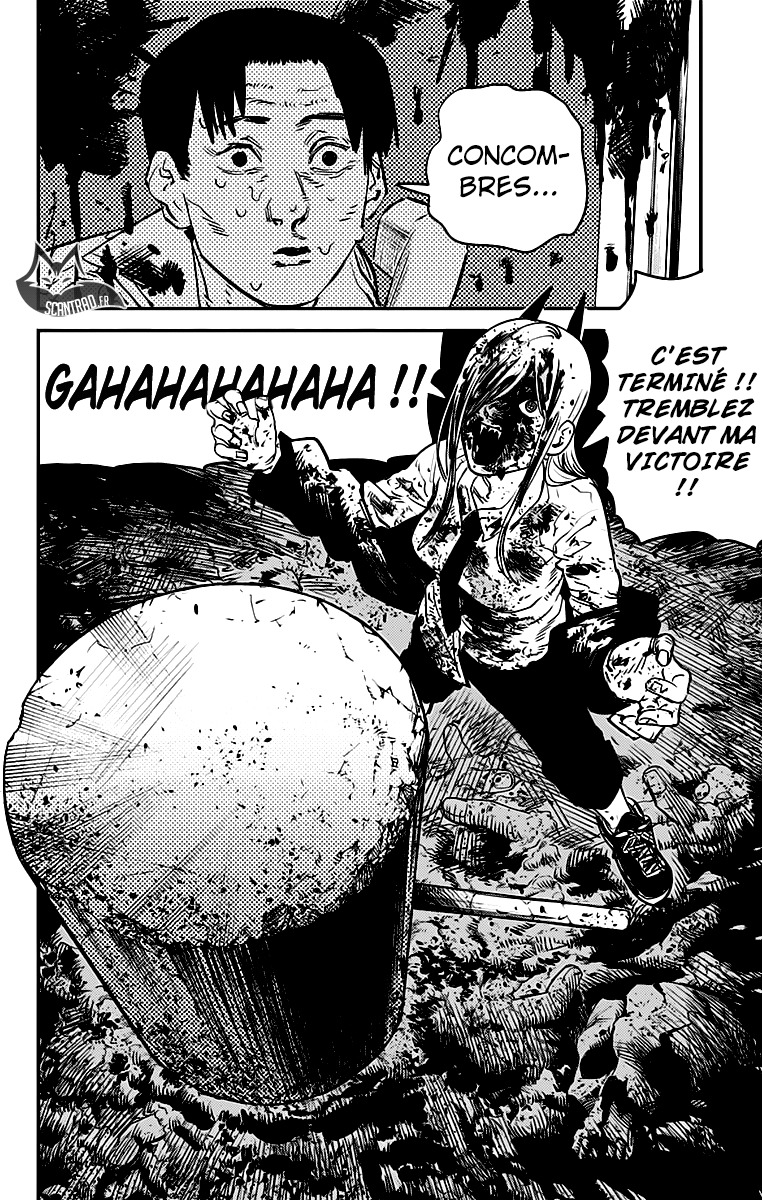 CONCOM-
BRES...
SCANTRAD.FR
GAHAHAHAHAHA !!
C'EST
TERMINÉ !!
TREMBLEZ
DEVANT MA
VICTOIRE
!!